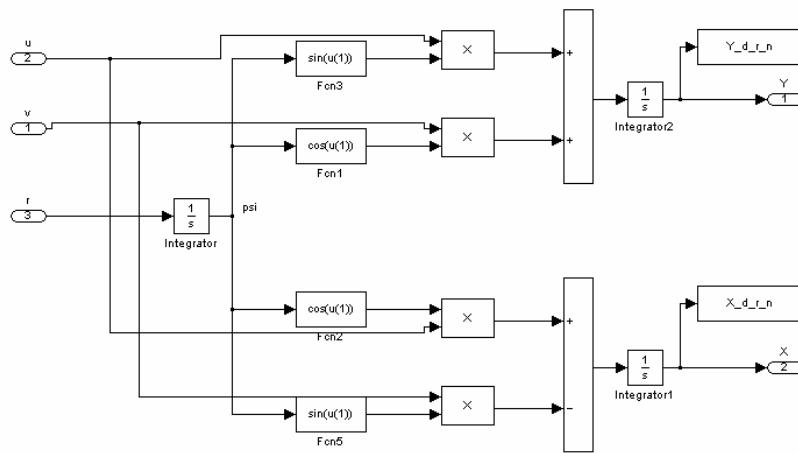 u
2
sin(u(1))
Fcn3
×
+
Y_d_r_n
Y
1
1
s
Integrator2
v
1
cos(u(1))
Fcn1
×
+
r
3
1
s
Integrator
psi
cos(u(1))
Fcn2
×
+
X_d_r_n
X
2
1
s
Integrator1
sin(u(1))
Fcn5
×
−